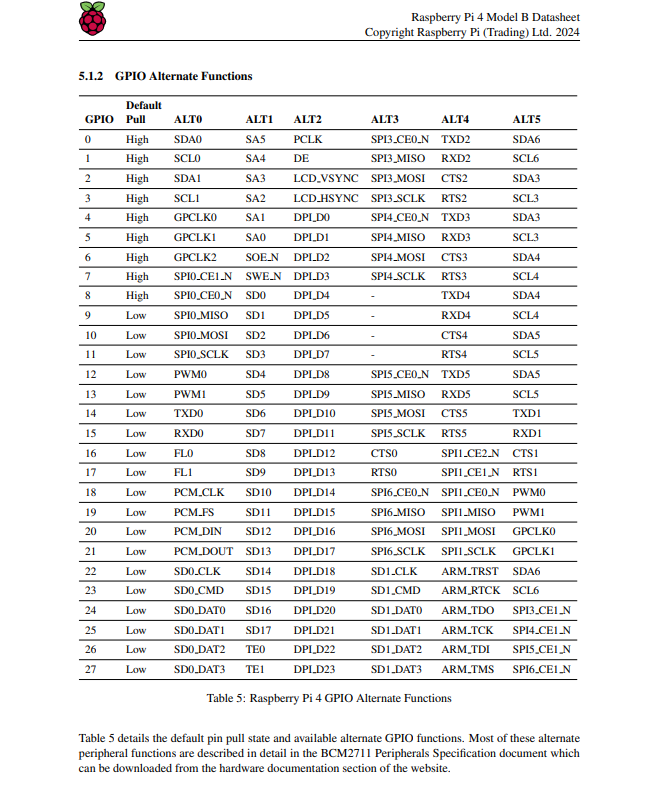 Raspberry Pi 4 Model B Datasheet
Copyright Raspberry Pi (Trading) Ltd. 2024
5.1.2 GPIO Alternate Functions
Default
GPIO Pull ALT0 ALT1 ALT2 ALT3 ALT4 ALT5
0 High SDA0 SA5 PCLK SPI3_CE0_N TXD2 SDA6
1 High SCL0 SA4 DE SPI3_MISO RXD2 SCL6
2 High SDA1 SA3 LCD_VSYNC SPI3_MOSI CTS2 SDA3
3 High SCL1 SA2 LCD_HSYNC SPI3_SCLK RTS2 SCL3
4 High GPCLK0 SA1 DPI_D0 SPI4_CE0_N TXD3 SDA3
5 High GPCLK1 SA0 DPI_D1 SPI4_MISO RXD3 SCL3
6 High GPCLK2 SOE_N DPI_D2 SPI4_MOSI CTS3 SDA4
7 High SPI0_CE1_N SWE_N DPI_D3 SPI4_SCLK RTS3 SCL4
8 High SPI0_CE0_N SD0 DPI_D4 - TXD4 SDA4
9 Low SPI0_MISO SD1 DPI_D5 - RXD4 SCL4
10 Low SPI0_MOSI SD2 DPI_D6 - CTS4 SDA5
11 Low SPI0_SCLK SD3 DPI_D7 - RTS4 SCL5
12 Low PWM0 SD4 DPI_D8 SPI5_CE0_N TXD5 SDA5
13 Low PWM1 SD5 DPI_D9 SPI5_MISO RXD5 SCL5
14 Low TXD0 SD6 DPI_D10 SPI5_MOSI CTS5 TXD1
15 Low RXD0 SD7 DPI_D11 SPI5_SCLK RTS5 RXD1
16 Low FL0 SD8 DPI_D12 CTS0 SPI1_CE2_N CTS1
17 Low FL1 SD9 DPI_D13 RTS0 SPI1_CE1_N RTS1
18 Low PCM_CLK SD10 DPI_D14 SPI6_CE0_N SPI1_CE0_N PWM0
19 Low PCM_FS SD11 DPI_D15 SPI6_MISO SPI1_MISO PWM1
20 Low PCM_DIN SD12 DPI_D16 SPI6_MOSI SPI1_MOSI GPCLK0
21 Low PCM_DOUT SD13 DPI_D17 SPI6_SCLK SPI1_SCLK GPCLK1
22 Low SD0_CLK SD14 DPI_D18 SD1_CLK ARM_TRST SDA6
23 Low SD0_CMD SD15 DPI_D19 SD1_CMD ARM_RTCK SCL6
24 Low SD0_DAT0 SD16 DPI_D20 SD1_DAT0 ARM_TDO SPI3_CE1_N
25 Low SD0_DAT1 SD17 DPI_D21 SD1_DAT1 ARM_TCK SPI4_CE1_N
26 Low SD0_DAT2 TE0 DPI_D22 SD1_DAT2 ARM_TDI SPI5_CE1_N
27 Low SD0_DAT3 TE1 DPI_D23 SD1_DAT3 ARM_TMS SPI6_CE1_N
Table 5: Raspberry Pi 4 GPIO Alternate Functions
Table 5 details the default pin pull state and available alternate GPIO functions. Most of these alternate
peripheral functions are described in detail in the BCM2711 Peripherals Specification document which
can be downloaded from the hardware documentation section of the website.